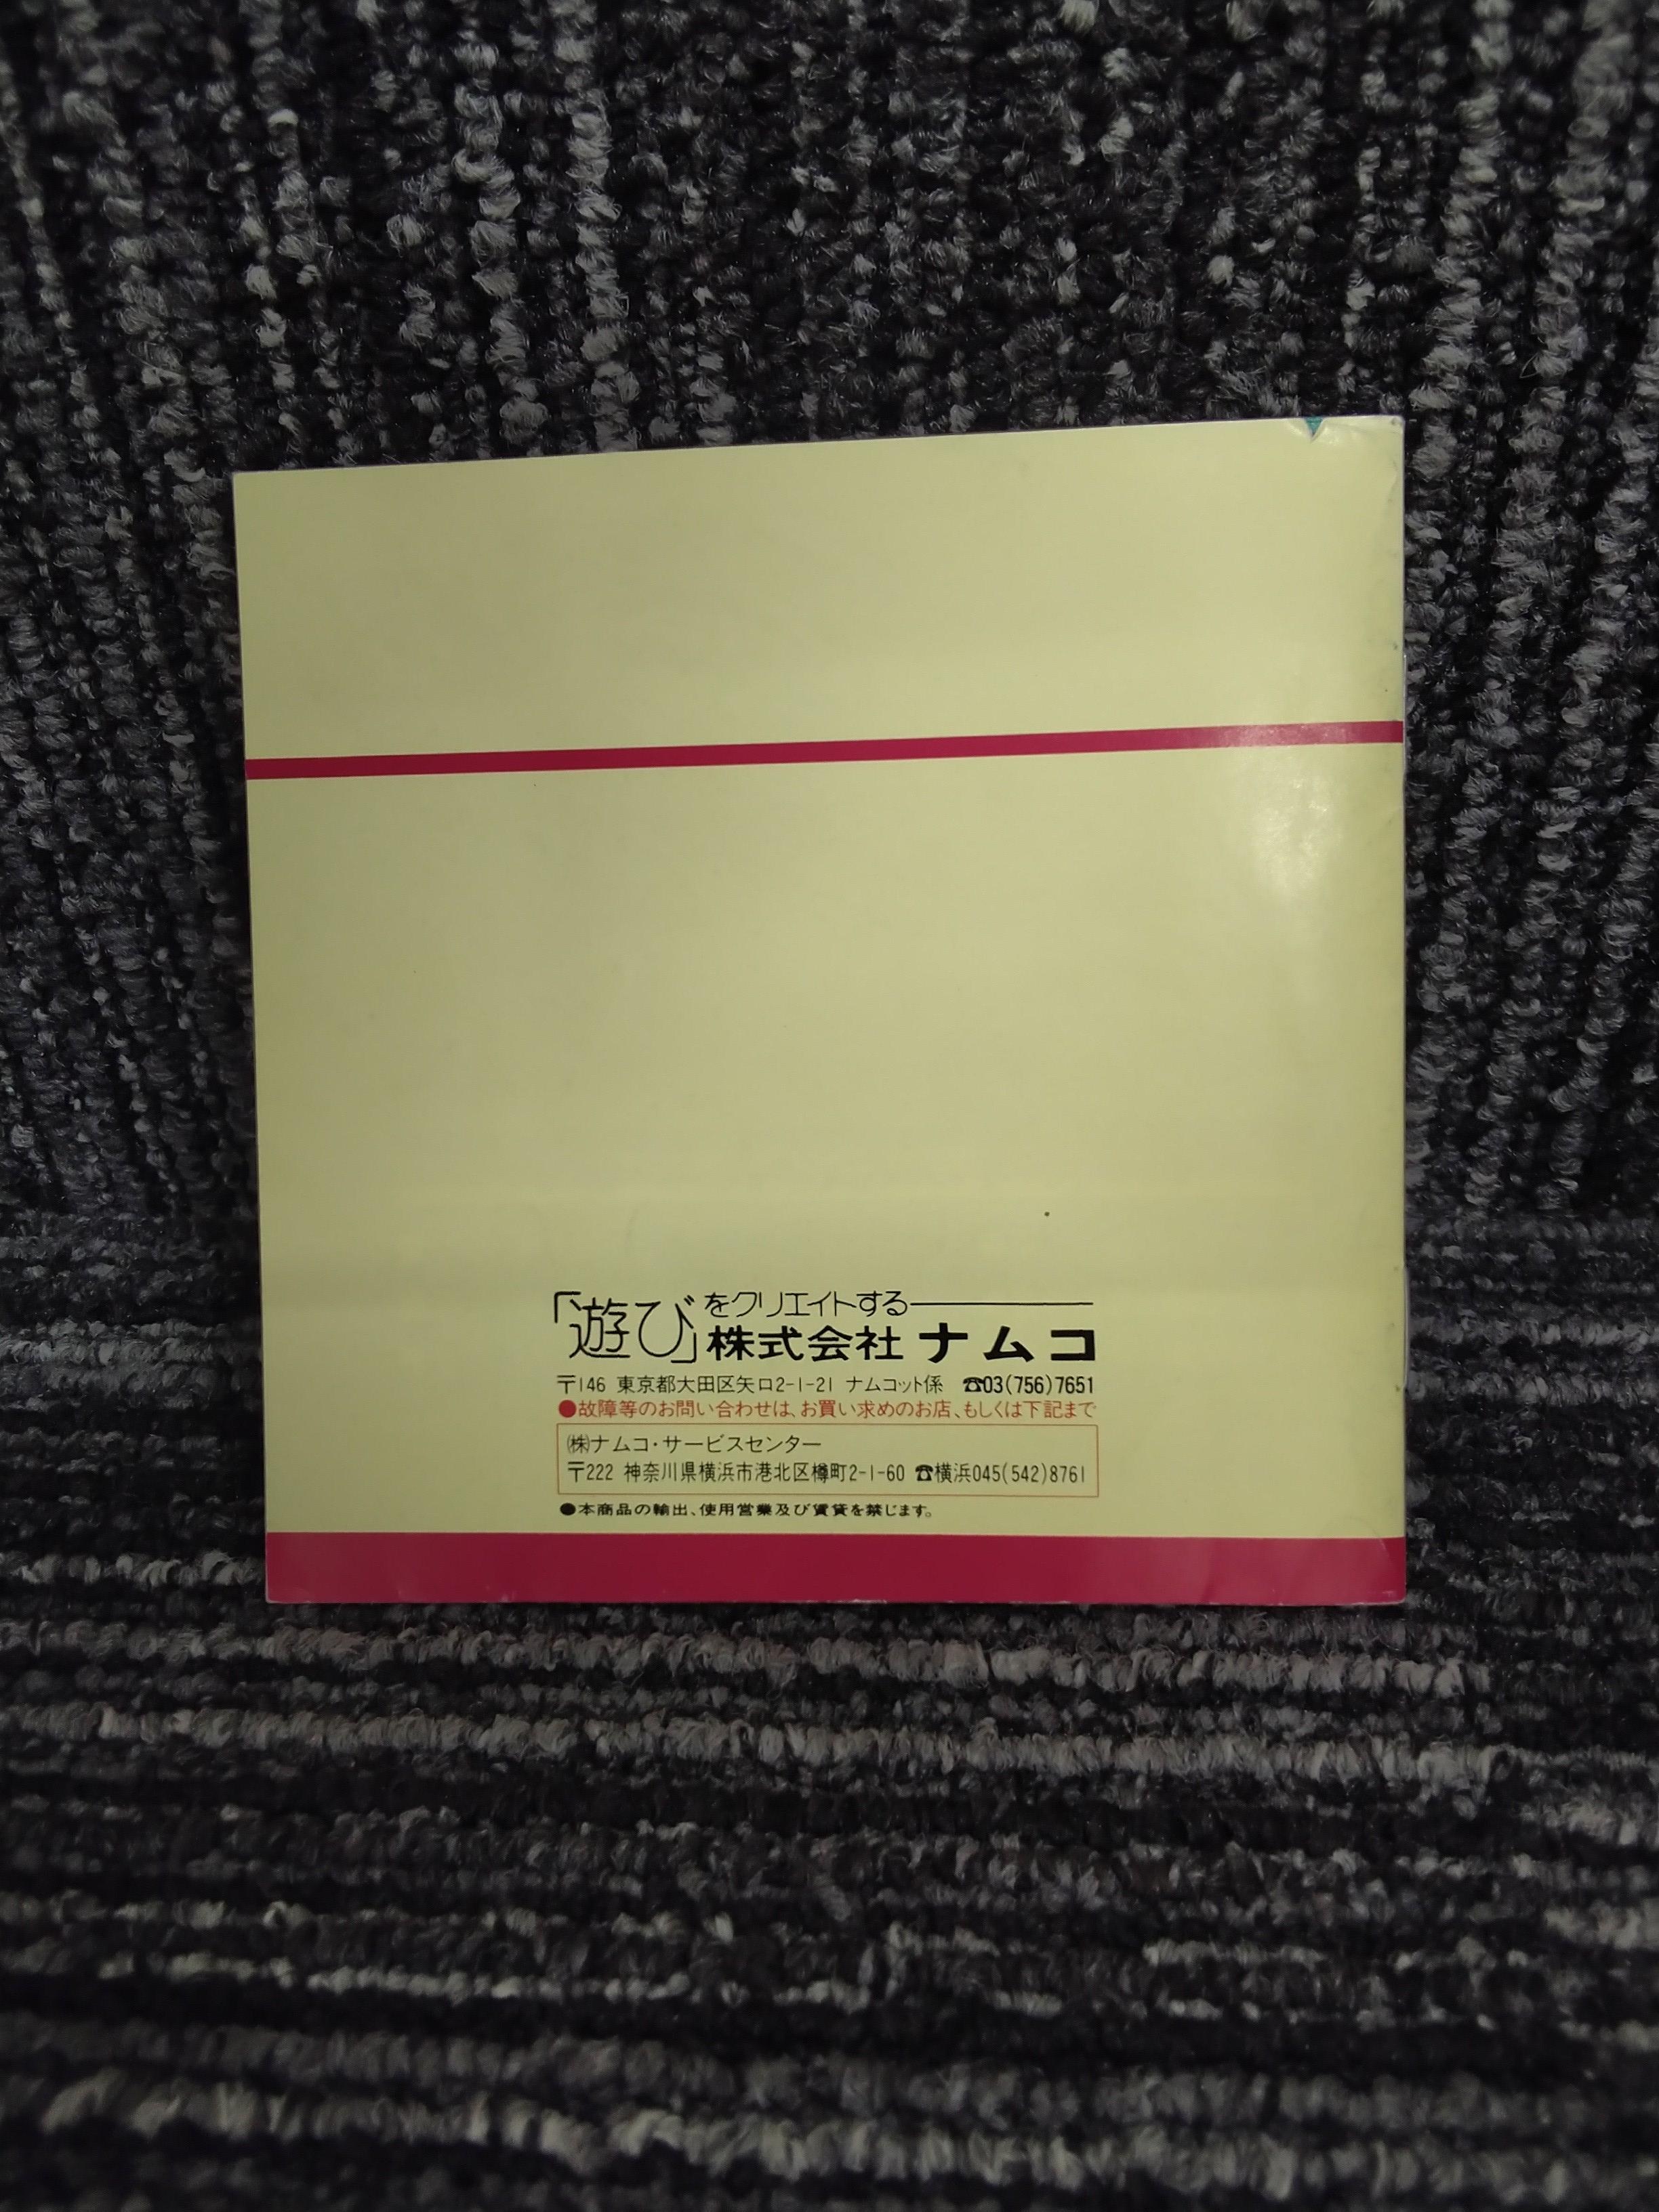 「遊び」をクリエイトする
株式会社 ナムコ
〒146 東京都大田区矢口2-1-21 ナムコット係 ☎03(756)7651
●故障等のお問い合わせは、お買い求めのお店、もしくは下記まで
㈱ナムコ・サービスセンター
〒222 神奈川県横浜市港北区樽町2-1-60 ☎横浜045(542)8761
●本商品の輸出、使用営業及び賃貸を禁じます。